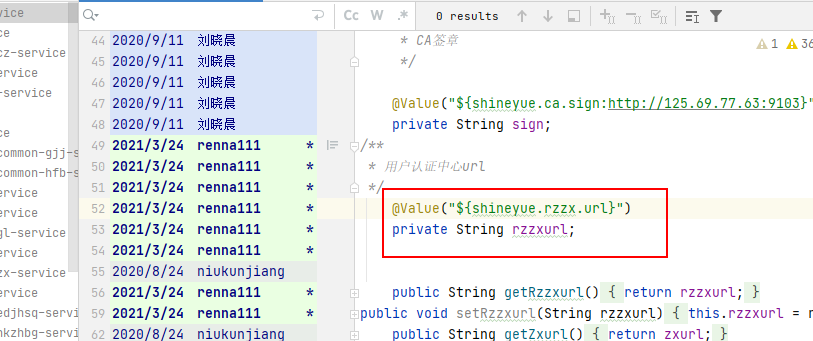 ervice
Cc W .* 0 results
rvice
cz-service
-service
ce
common-gjj-s
common-hfb-s
ervice
ervice
gl-service
rvice
zx-service
edjhsq-servi
nkzhbg-servi
44 2020/9/11 刘晓晨 * CA签章
45 2020/9/11 刘晓晨 */
46 2020/9/11 刘晓晨
47 2020/9/11 刘晓晨 @Value("${shineyue.ca.sign:http://125.69.77.63:9103}"
48 2020/9/11 刘晓晨 private String sign;
49 2021/3/24 renna111 * /**
50 2021/3/24 renna111 * * 用户认证中心url
51 2021/3/24 renna111 * */
52 2021/3/24 renna111 * @Value("${shineyue.rzzx.url}")
53 2021/3/24 renna111 * private String rzzxurl;
54 2021/3/24 renna111 *
55 2020/8/24 niukunjiang
56 2021/3/24 renna111 * public String getRzzxurl() { return rzzxurl; }
59 2021/3/24 renna111 * public void setRzzxurl(String rzzxurl) { this.rzzxurl = r
62 2020/8/24 niukunjiang public String getZxurl() { return zxurl; }
1 36